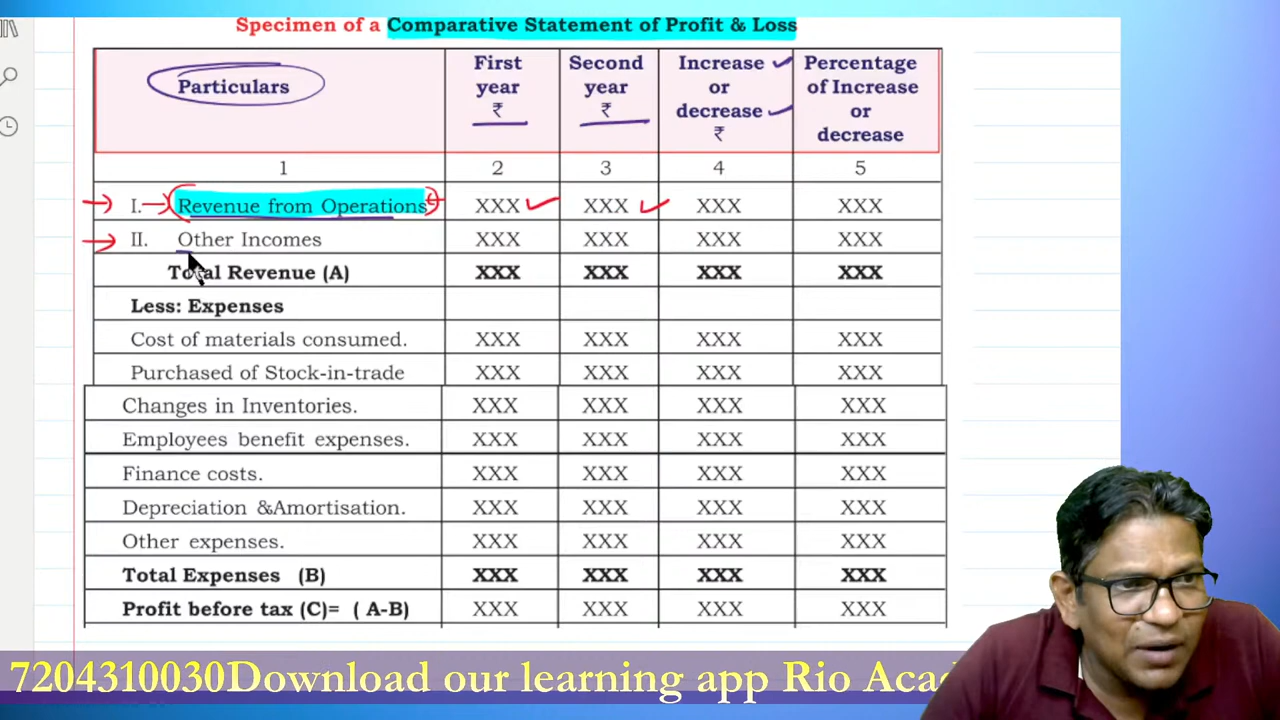 Specimen of a Comparative Statement of Profit & Loss
Particulars First year ₹ Second year ₹ Increase or decrease ₹ Percentage of Increase or decrease
1 2 3 4 5
I. Revenue from Operations XXX XXX XXX XXX
II. Other Incomes XXX XXX XXX XXX
Total Revenue (A) XXX XXX XXX XXX
Less: Expenses
Cost of materials consumed. XXX XXX XXX XXX
Purchased of Stock-in-trade XXX XXX XXX XXX
Changes in Inventories. XXX XXX XXX XXX
Employees benefit expenses. XXX XXX XXX XXX
Finance costs. XXX XXX XXX XXX
Depreciation &Amortisation. XXX XXX XXX XXX
Other expenses. XXX XXX XXX XXX
Total Expenses (B) XXX XXX XXX XXX
Profit before tax (C)= ( A-B) XXX XXX XXX XXX
7204310030!Download our learning app Rio Aca